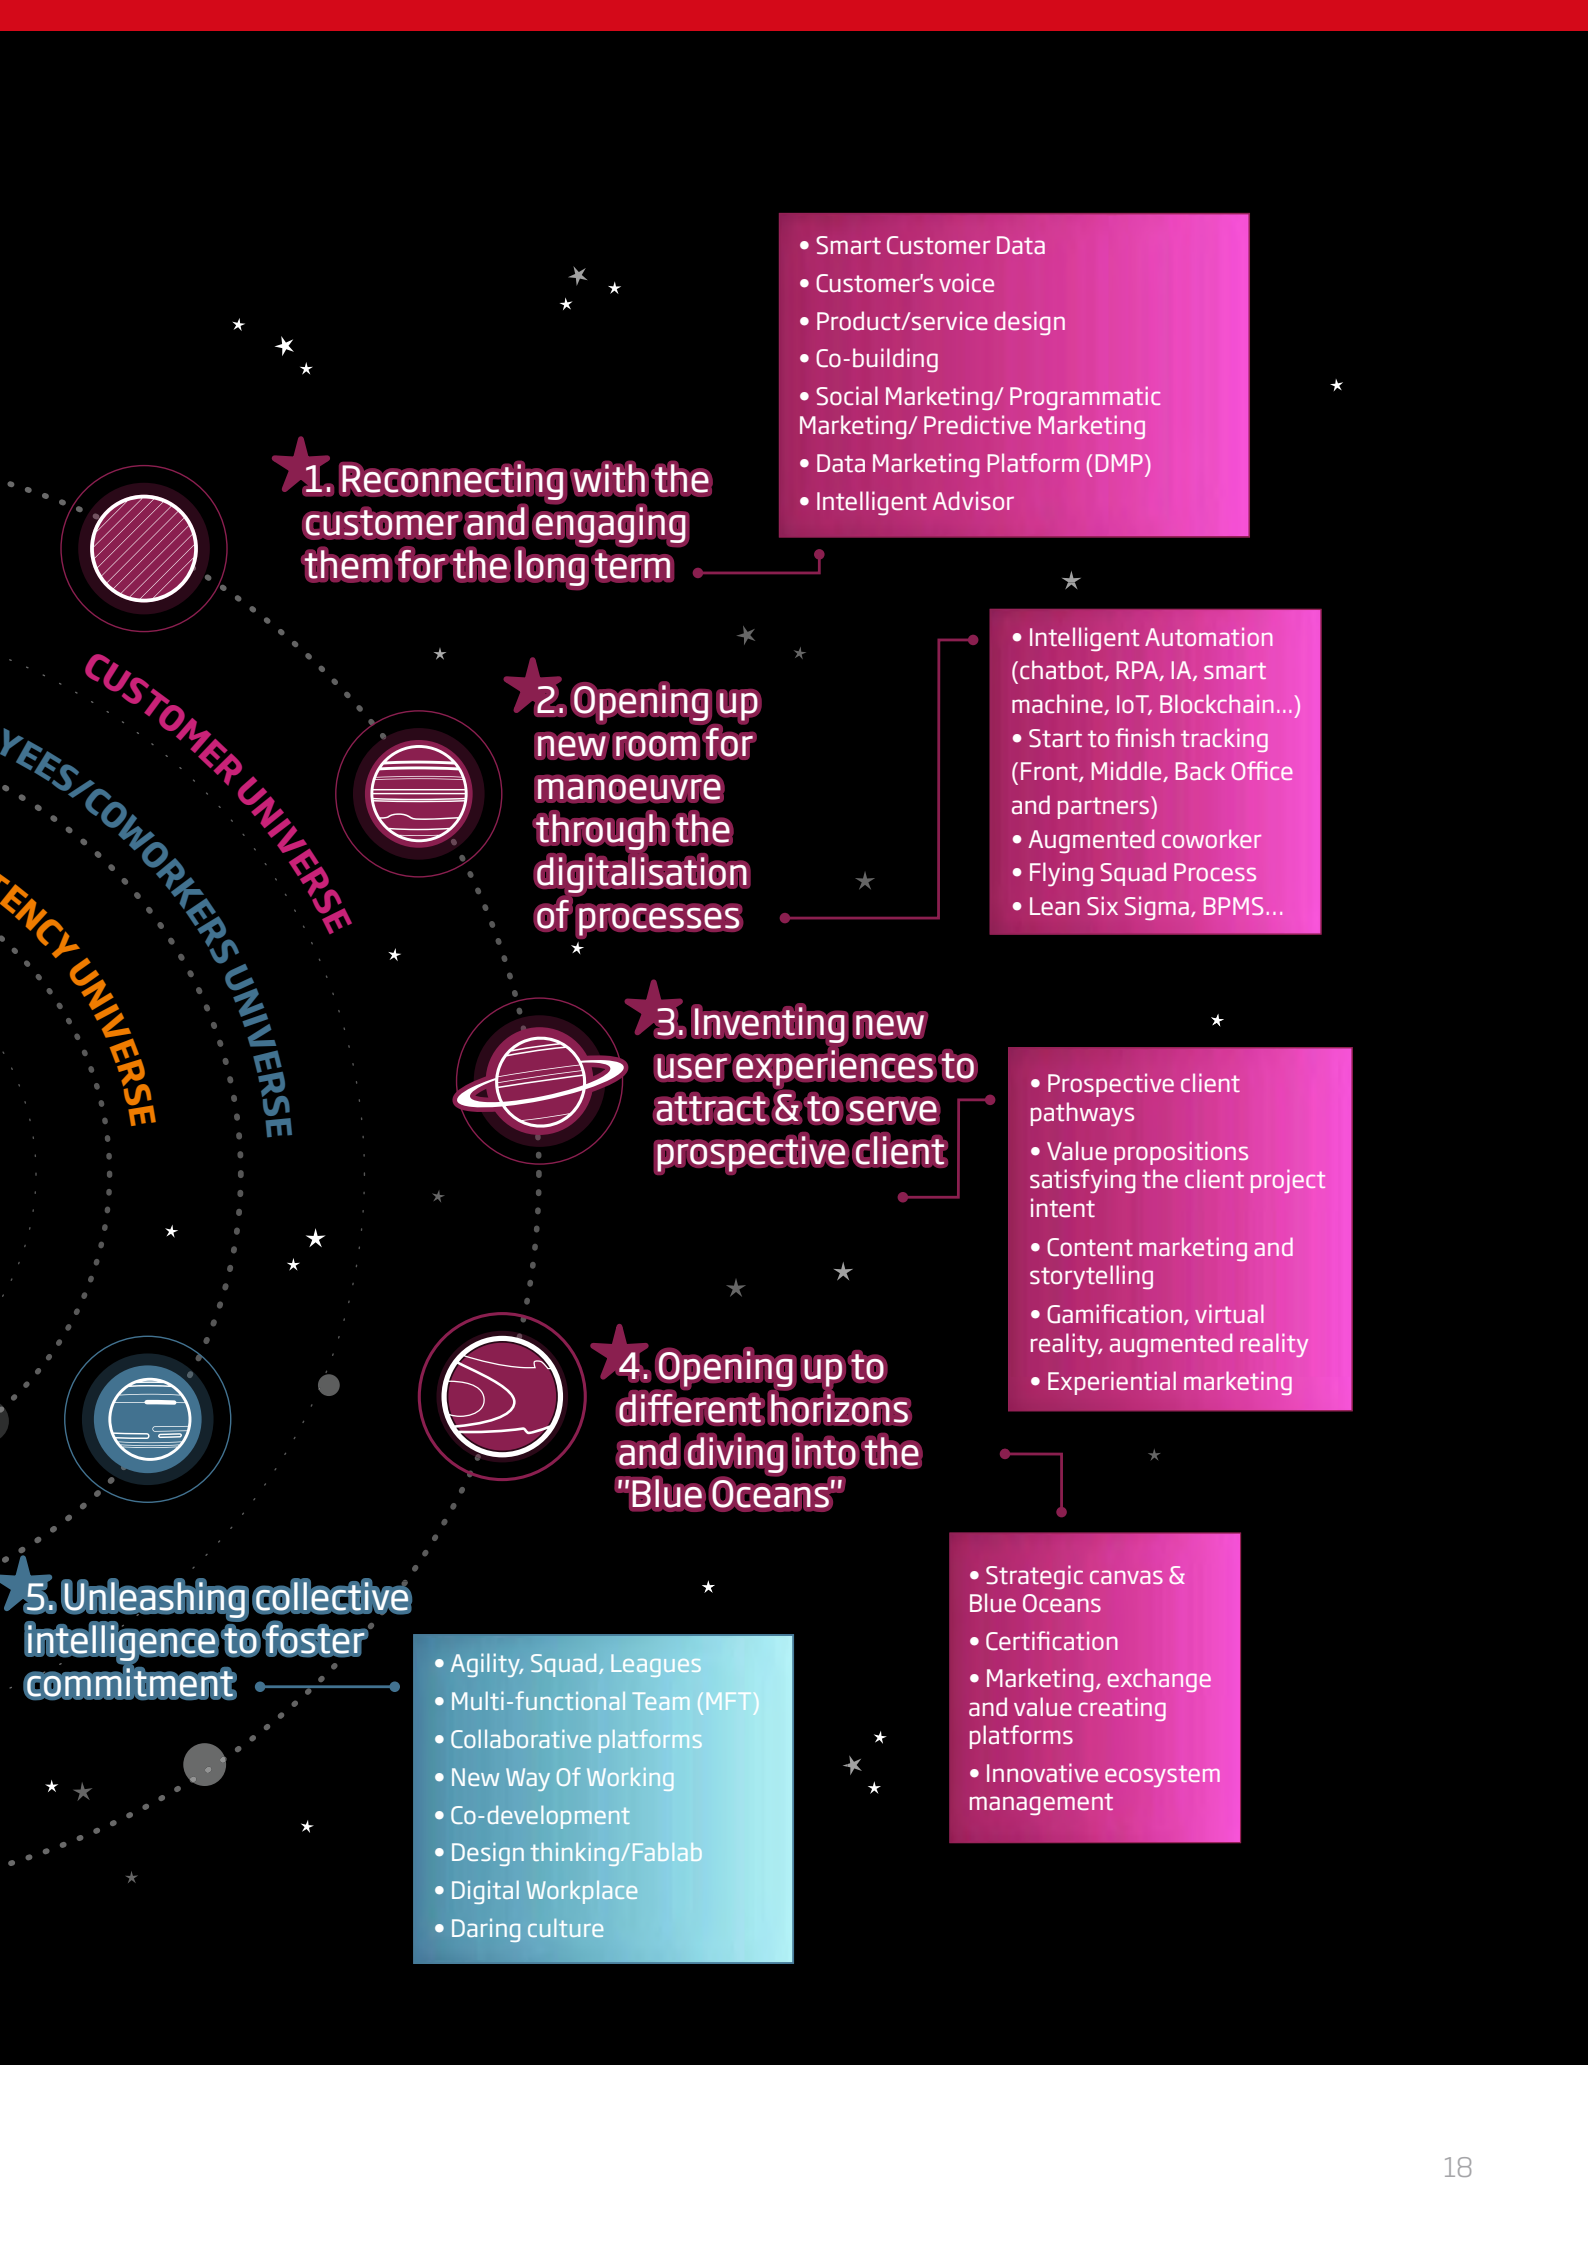 • Smart Customer Data
• Customer's voice
• Product/service design
• Co-building
• Social Marketing/ Programmatic
Marketing/ Predictive Marketing
• Data Marketing Platform (DMP)
• Intelligent Advisor
1. Reconnecting with the
customer and engaging
them for the long term
• Intelligent Automation
(chatbot, RPA, IA, smart
machine, IoT, Blockchain...)
• Start to finish tracking
(Front, Middle, Back Office
and partners)
• Augmented coworker
• Flying Squad Process
• Lean Six Sigma, BPMS...
2. Opening up
new room for
manoeuvre
through the
digitalisation
of processes
CUSTOMER UNIVERSE
YEES/COWORKERS UNIVERSE
TENCY UNIVERSE
3. Inventing new
user experiences to
attract & to serve
prospective client
• Prospective client
pathways
• Value propositions
satisfying the client project
intent
• Content marketing and
storytelling
• Gamification, virtual
reality, augmented reality
• Experiential marketing
4. Opening up to
different horizons
and diving into the
"Blue Oceans"
• Strategic canvas &
Blue Oceans
• Certification
• Marketing, exchange
and value creating
platforms
• Innovative ecosystem
management
5. Unleashing collective
intelligence to foster
commitment
• Agility, Squad, Leagues
• Multi-functional Team (MFT)
• Collaborative platforms
• New Way Of Working
• Co-development
• Design thinking/Fablab
• Digital Workplace
• Daring culture
18